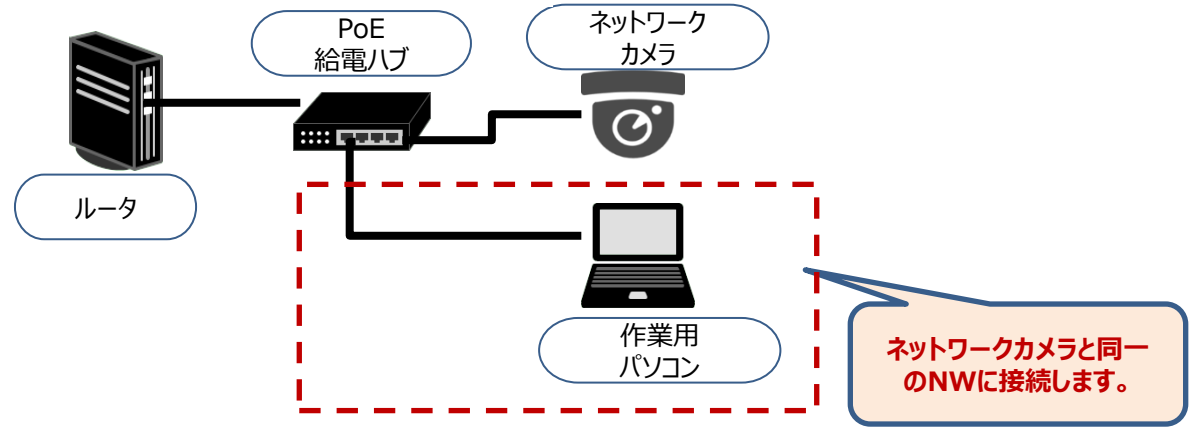 PoE
給電ハブ
ネットワーク
カメラ
ルータ
作業用
パソコン
ネットワークカメラと同一
のNWに接続します。